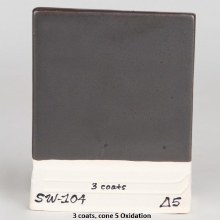 3 coats
SW-104 Δ5
3 coats, cone 5 Oxidation